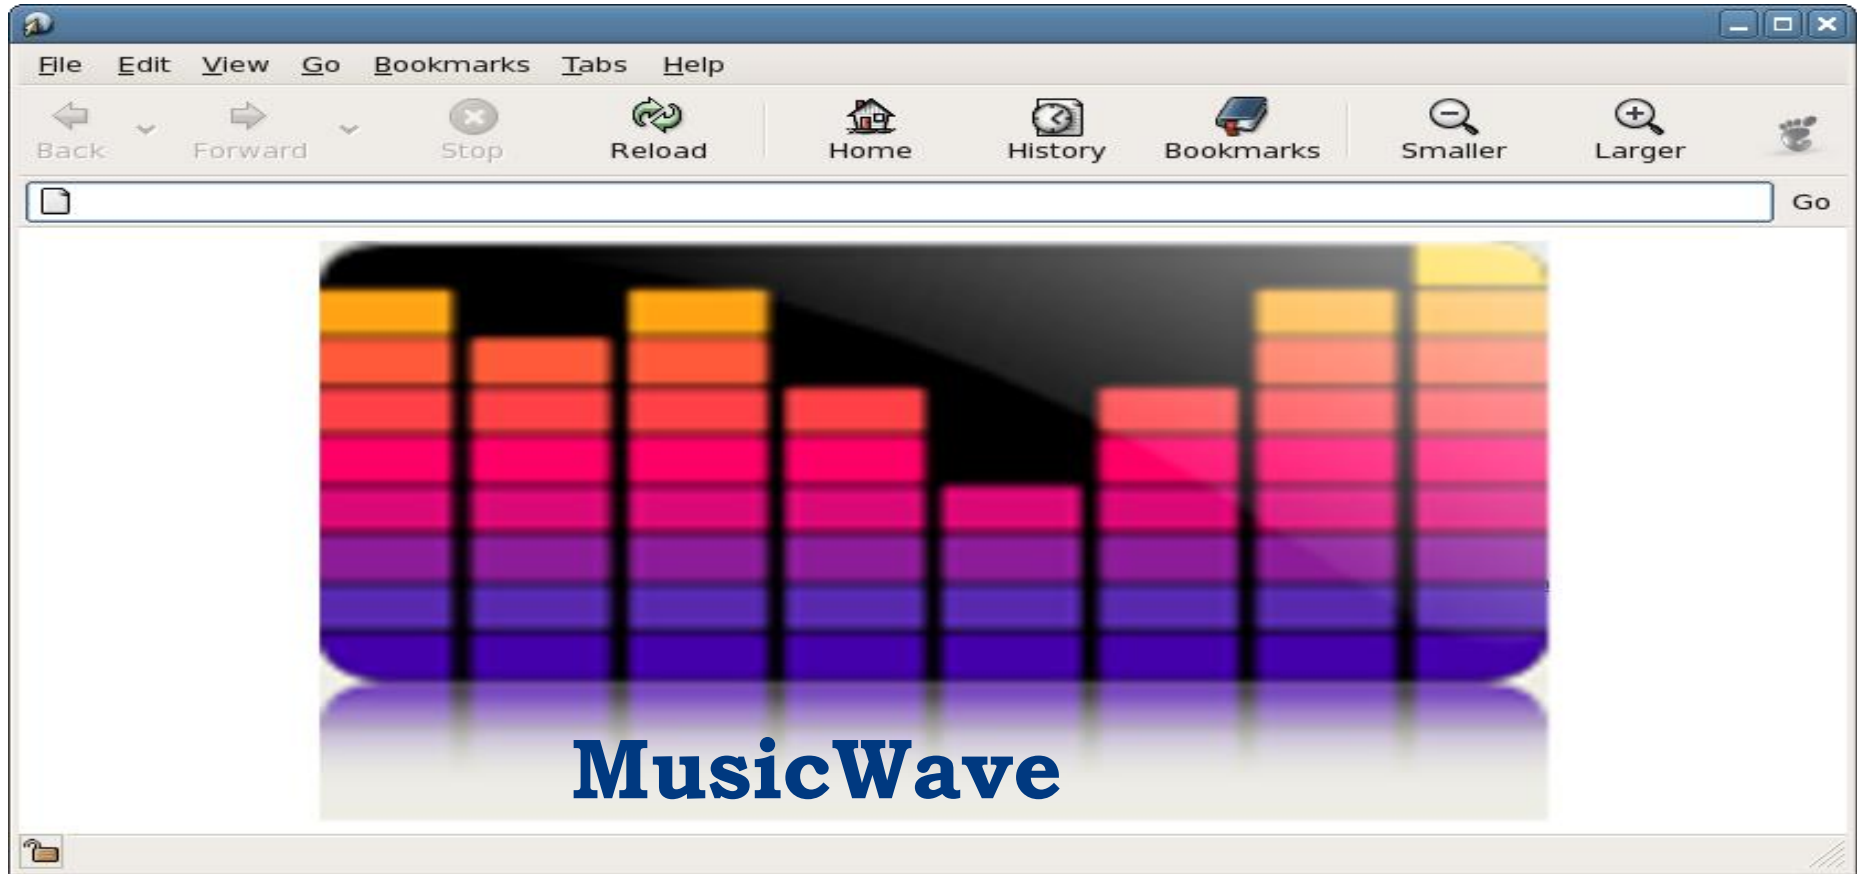 File Edit View Go Bookmarks Tabs Help
Back Forward Stop Reload Home History Bookmarks Smaller Larger
Go
MusicWave